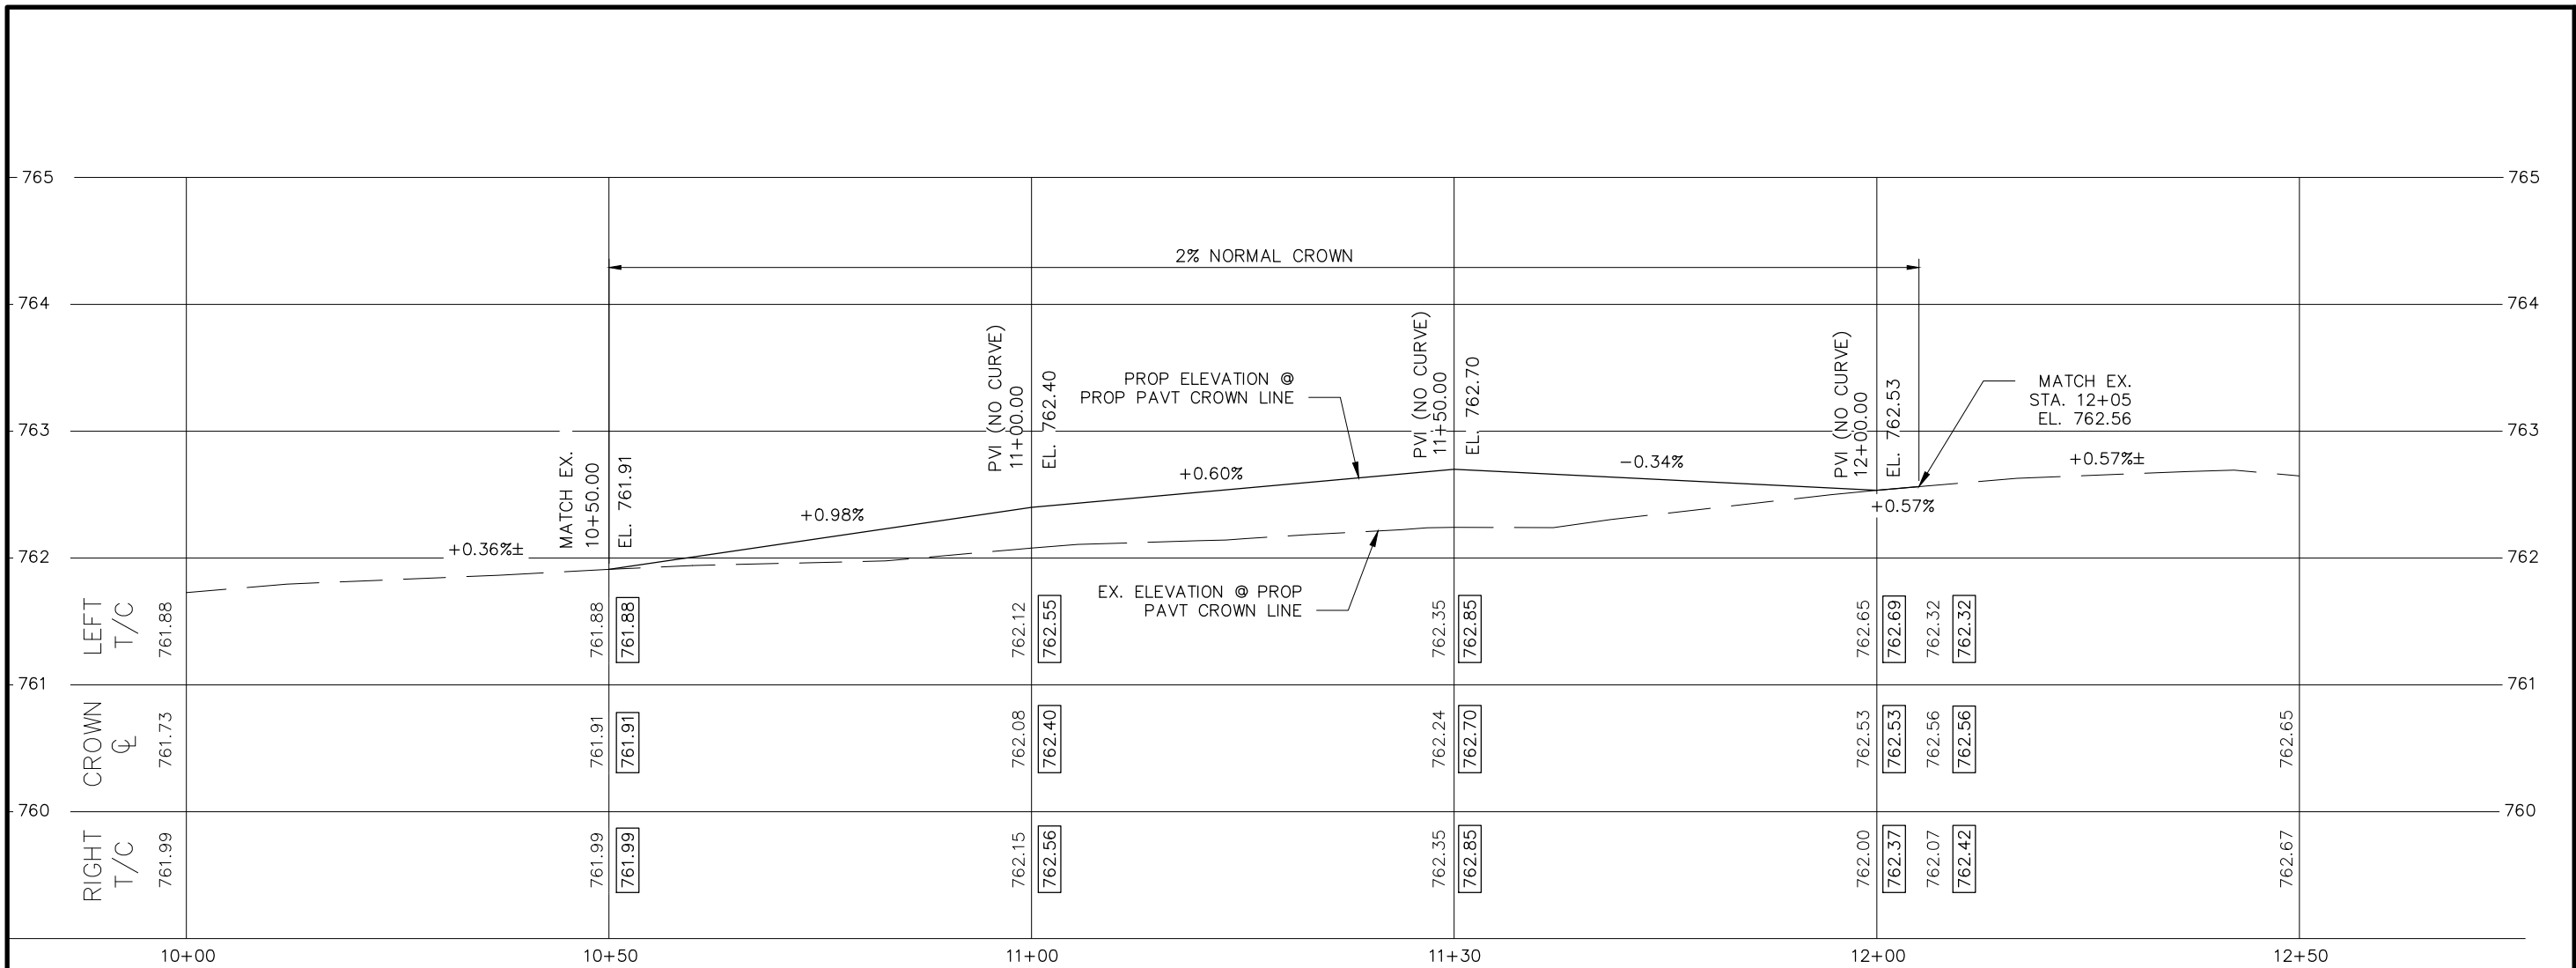 765
765
2% NORMAL CROWN
764
764
PVI (NO CURVE)
11+00.00
EL. 762.40
PROP ELEVATION @
PROP PAVT CROWN LINE
PVI (NO CURVE)
11+50.00
EL. 762.70
PVI (NO CURVE)
12+00.00
EL. 762.53
MATCH EX.
STA. 12+05
EL. 762.56
763
763
MATCH EX.
10+50.00
EL. 761.91
+0.36%±
+0.98%
+0.60%
-0.34%
+0.57%
+0.57%±
762
762
EX. ELEVATION @ PROP
PAVT CROWN LINE
LEFT
T/C
761.88
761.88
761.88
762.12
762.55
762.35
762.85
762.65
762.69
762.32
762.32
761
761
CROWN
CL
761.73
761.91
761.91
762.08
762.40
762.24
762.70
762.53
762.53
762.56
762.56
762.65
760
760
RIGHT
T/C
761.99
761.99
761.99
762.15
762.56
762.35
762.85
762.00
762.37
762.07
762.42
762.67
10+00
10+50
11+00
11+30
12+00
12+50